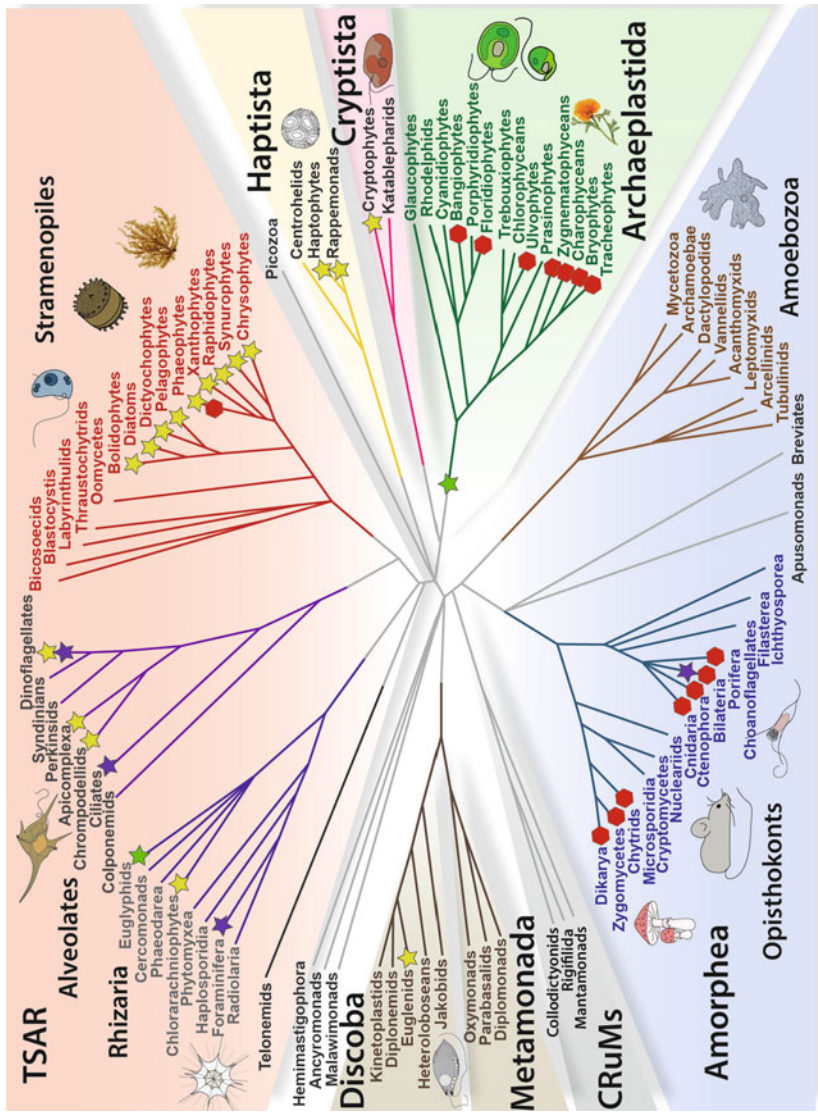 TSAR
Alveolates
Rhizaria
Stramenopiles
Haptista
Cryptista
Archaeplastida
Amoebozoa
Opisthokonts
Amorphea
CRuMs
Metamonada
Discoba
Telonemids
Radiolaria
Foraminifera
Haplosporidia
Phytomyxea
Chlorarachniophytes
Phaeodarea
Cercomonads
Euglyphids
Colponemids
Ciliates
Chrompodellids
Apicomplexa
Perkinsids
Syndinians
Dinoflagellates
Bicosoecids
Blastocystis
Labyrinthulids
Thraustochytrids
Oomycetes
Bolidophytes
Diatoms
Dictyochophytes
Pelagophytes
Phaeophytes
Xanthophytes
Raphidophytes
Synurophytes
Chrysophytes
Picozoa
Centrohelids
Haptophytes
Rappemonads
Cryptophytes
Katablepharids
Glaucophytes
Rhodelphids
Cyanidiophytes
Bangiophytes
Porphyridiophytes
Floridiophytes
Trebouxiophytes
Chlorophyceans
Ulvophytes
Prasinophytes
Zygnematophyceans
Charophyceans
Bryophytes
Tracheophytes
Mycetozoa
Archamoebae
Dactylopodids
Vannellids
Acanthomyxids
Leptomyxids
Arcellinids
Tubulinids
Breviates
Apusomonads
Ichthyosporea
Filasterea
Choanoflagellates
Porifera
Bilateria
Ctenophora
Cnidaria
Nucleariids
Cryptomycetes
Microsporidia
Chytrids
Zygomycetes
Dikarya
Mantamonads
Rigifilida
Collodictyonids
Diplomonads
Parabasalids
Oxymonads
Jakobids
Heteroloboseans
Euglenids
Diplonemids
Kinetoplastids
Malawimonads
Ancyromonads
Hemimastigophora